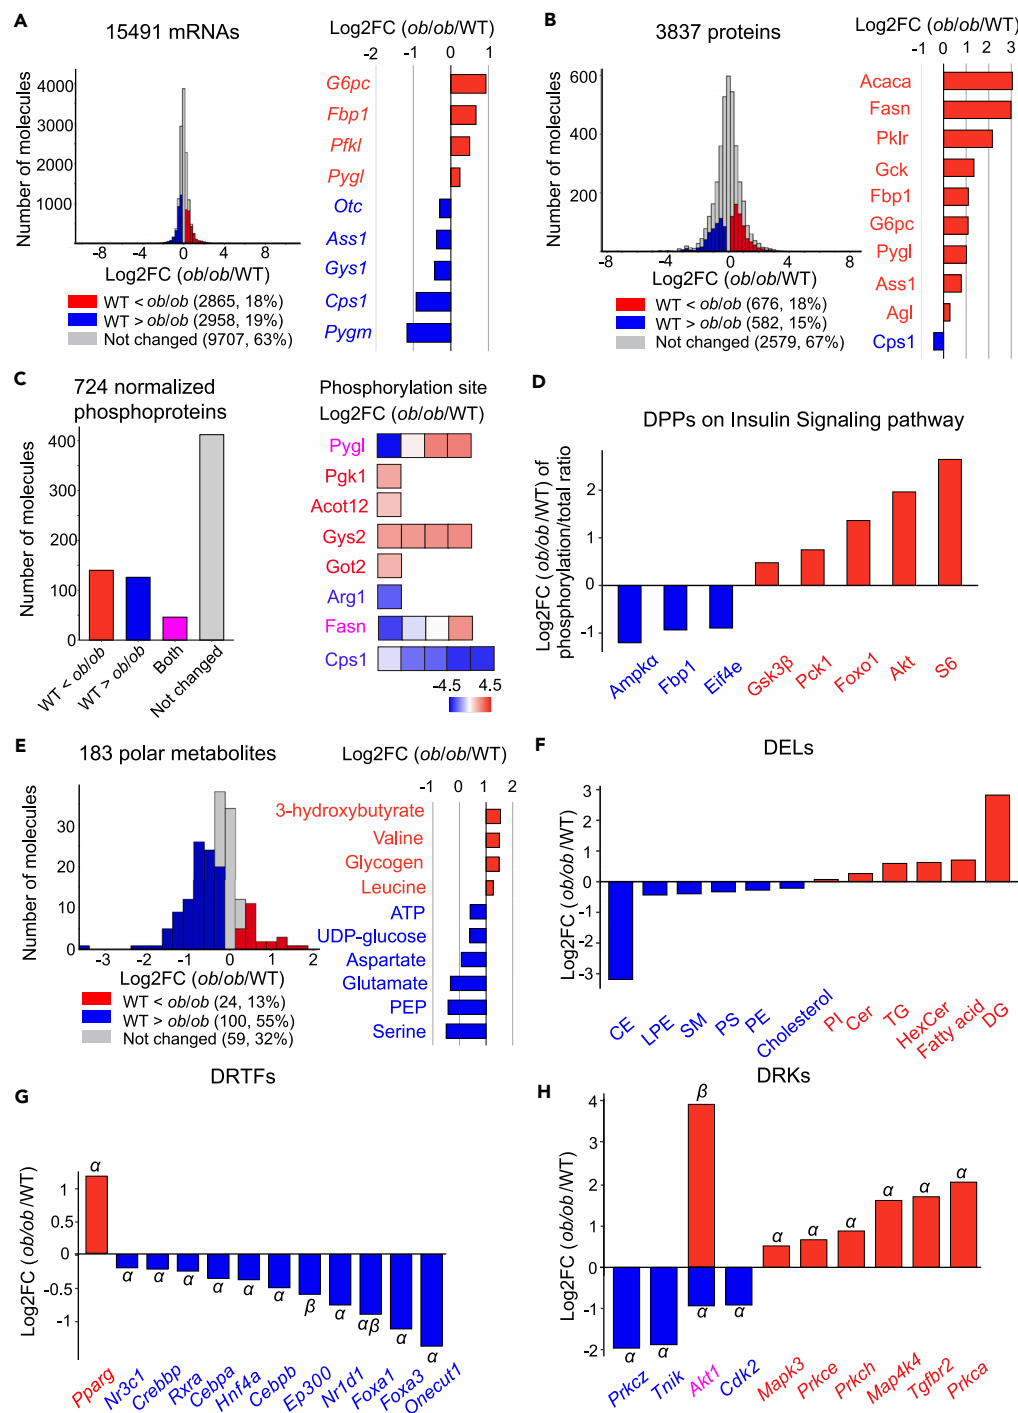 A
15491 mRNAs
Log2FC (ob/ob/WT)
-2 -1 0 1
Number of molecules
4000
3000
2000
1000
-8 -4 0 4 8
Log2FC (ob/ob/WT)
WT < ob/ob (2865, 18%)
WT > ob/ob (2958, 19%)
Not changed (9707, 63%)
G6pc
Fbp1
Pfkl
Pygl
Otc
Ass1
Gys1
Cps1
Pygm
B
3837 proteins
Log2FC (ob/ob/WT)
-1 0 1 2 3
Number of molecules
600
400
200
-8 -4 0 4 8
Log2FC (ob/ob/WT)
WT < ob/ob (676, 18%)
WT > ob/ob (582, 15%)
Not changed (2579, 67%)
Acaca
Fasn
Pklr
Gck
Fbp1
G6pc
Pygl
Ass1
Agl
Cps1
C
724 normalized
phosphoproteins
Number of molecules
400
300
200
100
0
WT < ob/ob
WT > ob/ob
Both
Not changed
Phosphorylation site
Log2FC (ob/ob/WT)
Pygl
Pgk1
Acot12
Gys2
Got2
Arg1
Fasn
Cps1
-4.5 4.5
D
DPPs on Insulin Signaling pathway
Log2FC (ob/ob /WT) of
phosphorylation/total ratio
2
1
0
-1
Ampkα
Fbp1
Eif4e
Gsk3β
Pck1
Foxo1
Akt
S6
E
183 polar metabolites
Log2FC (ob/ob/WT)
-1 0 1 2
Number of molecules
30
20
10
0
-3 -2 -1 0 1 2
Log2FC (ob/ob/WT)
WT < ob/ob (24, 13%)
WT > ob/ob (100, 55%)
Not changed (59, 32%)
3-hydroxybutyrate
Valine
Glycogen
Leucine
ATP
UDP-glucose
Aspartate
Glutamate
PEP
Serine
F
DELs
Log2FC (ob/ob /WT)
3
2
1
0
-1
-2
-3
CE
LPE
SM
PS
PE
Cholesterol
PI
Cer
TG
HexCer
Fatty acid
DG
G
DRTFs
Log2FC (ob/ob /WT)
1
0.5
0
-0.5
-1
α
α α α α α α β α αβ α α
Pparg
Nr3c1
Crebbp
Rxra
Cebpa
Hnf4a
Cebpb
Ep300
Nr1d1
Foxa1
Foxa3
Onecut1
H
DRKs
Log2FC (ob/ob/WT)
4
2
1
0
-1
-2
β
α α α α α α
α α α α
Prkcz
Tnik
Akt1
Cdk2
Mapk3
Prkce
Prkch
Map4k4
Tgfbr2
Prkca